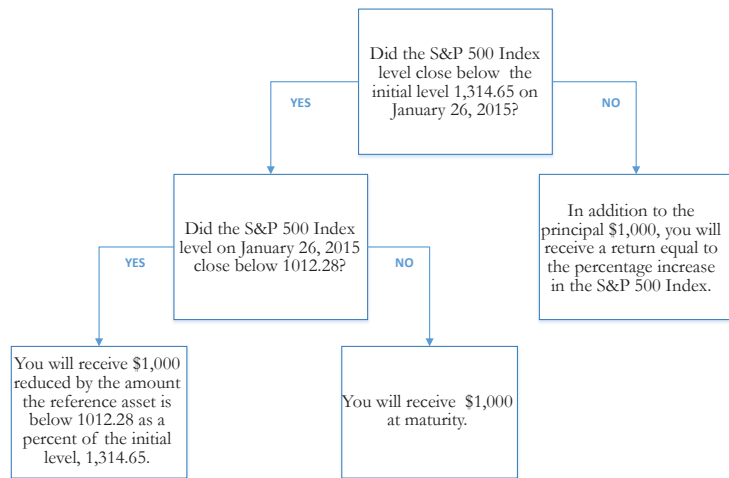 Did the S&P 500 Index
level close below the
initial level 1,314.65 on
January 26, 2015?
YES
NO
Did the S&P 500 Index
level on January 26, 2015
close below 1012.28?
In addition to the
principal $1,000, you will
receive a return equal to
the percentage increase
in the S&P 500 Index.
YES
NO
You will receive $1,000
reduced by the amount
the reference asset is
below 1012.28 as a
percent of the initial
level, 1,314.65.
You will receive $1,000
at maturity.